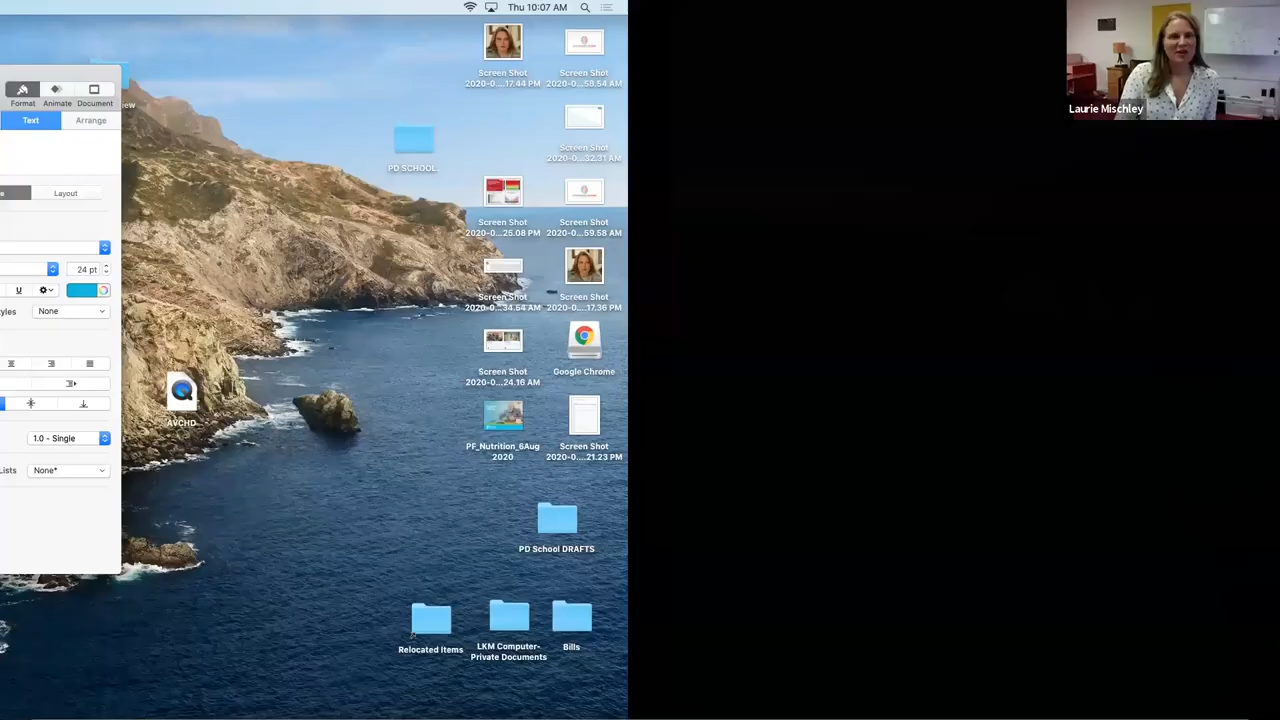 Thu 10:07 AM
Format
Animate
Document
Text
Arrange
Layout
24 pt
U
None
1.0 - Single
Lists
None*
PD SCHOOL
AVCHD
Screen Shot
2020-0....17.44 PM
Screen Shot
2020-0...58.54 AM
Screen Shot
2020-0...32.31 AM
Screen Shot
2020-0...25.08 PM
Screen Shot
2020-0...59.58 AM
Screen Shot
2020-0...34.54 AM
Screen Shot
2020-0....17.36 PM
Screen Shot
2020-0...24.16 AM
Google Chrome
PF_Nutrition_6Aug
2020
Screen Shot
2020-0....21.23 PM
PD School DRAFTS
Relocated Items
LKM Computer-
Private Documents
Bills
Laurie Mischley